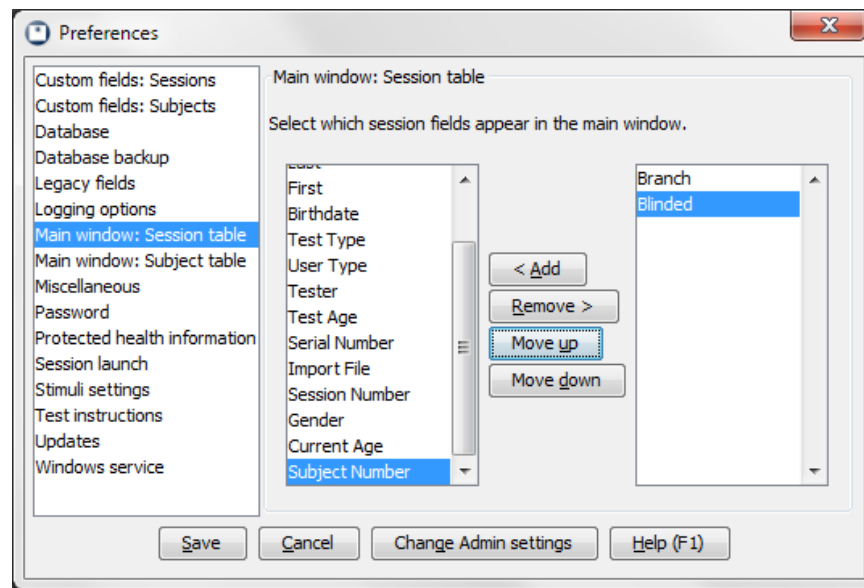 Preferences
Custom fields: Sessions
Custom fields: Subjects
Database
Database backup
Legacy fields
Logging options
Main window: Session table
Main window: Subject table
Miscellaneous
Password
Protected health information
Session launch
Stimuli settings
Test instructions
Updates
Windows service
Main window: Session table
Select which session fields appear in the main window.
First
Birthdate
Test Type
User Type
Tester
Test Age
Serial Number
Import File
Session Number
Gender
Current Age
Subject Number
< Add
Remove >
Move up
Move down
Branch
Blinded
Save
Cancel
Change Admin settings
Help (F1)